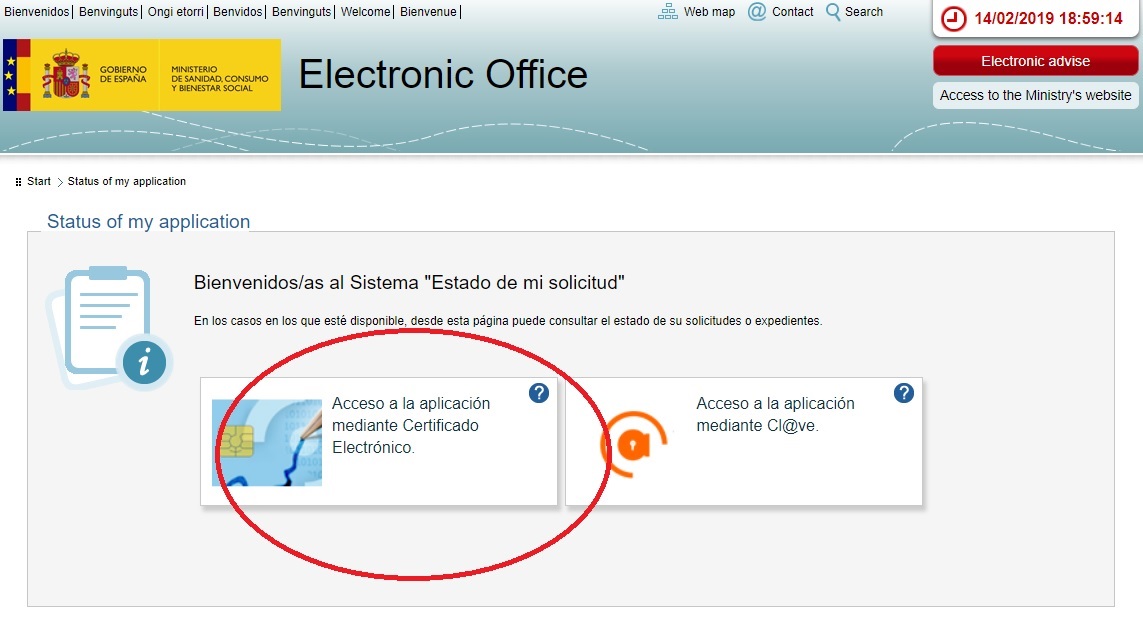 Bienvenidos| Benvinguts| Ongi etorri| Benvidos| Benvinguts| Welcome| Bienvenue|
Web map
@ Contact
Search
14/02/2019 18:59:14
Electronic advise
Access to the Ministry's website
GOBIERNO
DE ESPAÑA
MINISTERIO
DE SANIDAD, CONSUMO
Y BIENESTAR SOCIAL
Electronic Office
Start > Status of my application
Status of my application
Bienvenidos/as al Sistema "Estado de mi solicitud"
En los casos en los que esté disponible, desde esta página puede consultar el estado de su solicitudes o expedientes.
i
Acceso a la aplicación
mediante Certificado
Electrónico.
?
Acceso a la aplicación
mediante Cl@ve.
?